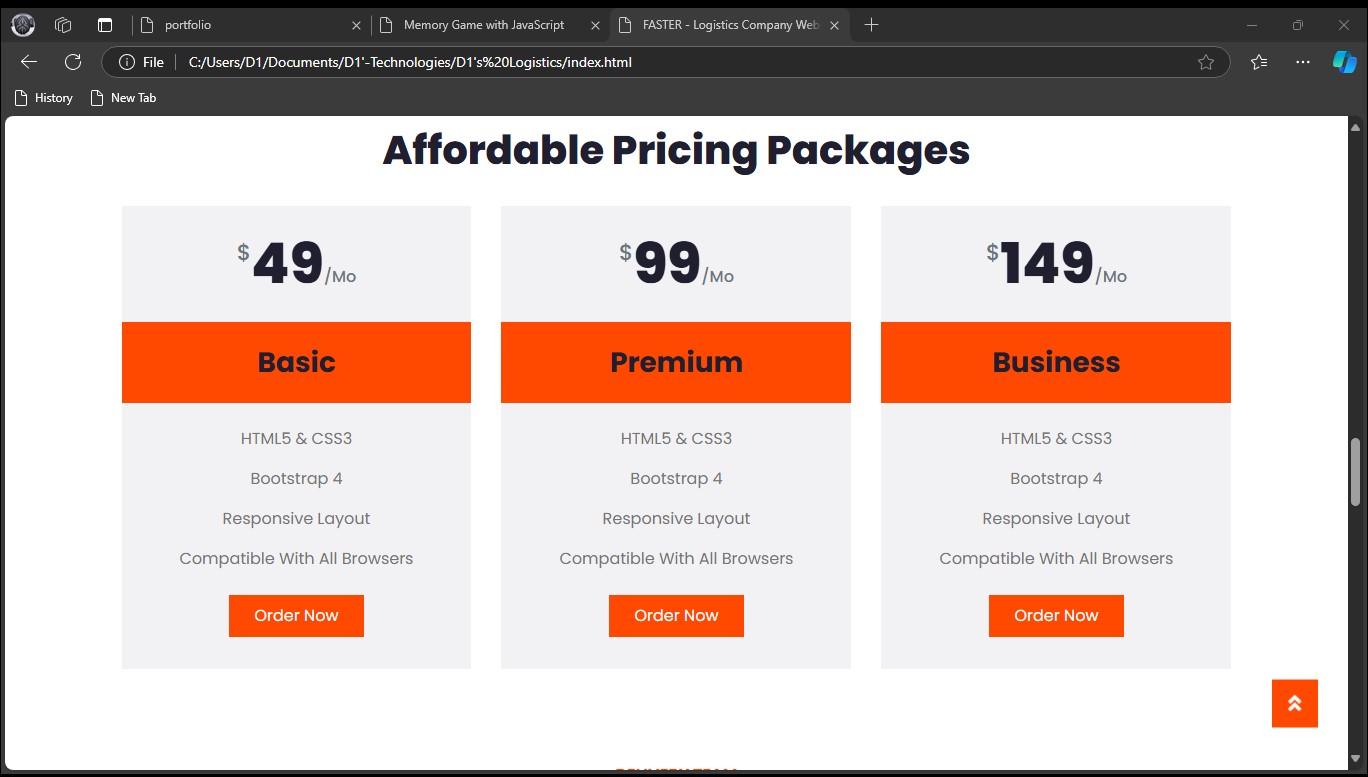 portfolio
Memory Game with JavaScript
FASTER - Logistics Company Web
File
C:/Users/D1/Documents/D1'-Technologies/D1's%20Logistics/index.html
History
New Tab
Affordable Pricing Packages
$49/Mo
$99/Mo
$149/Mo
Basic
Premium
Business
HTML5 & CSS3
HTML5 & CSS3
HTML5 & CSS3
Bootstrap 4
Bootstrap 4
Bootstrap 4
Responsive Layout
Responsive Layout
Responsive Layout
Compatible With All Browsers
Compatible With All Browsers
Compatible With All Browsers
Order Now
Order Now
Order Now